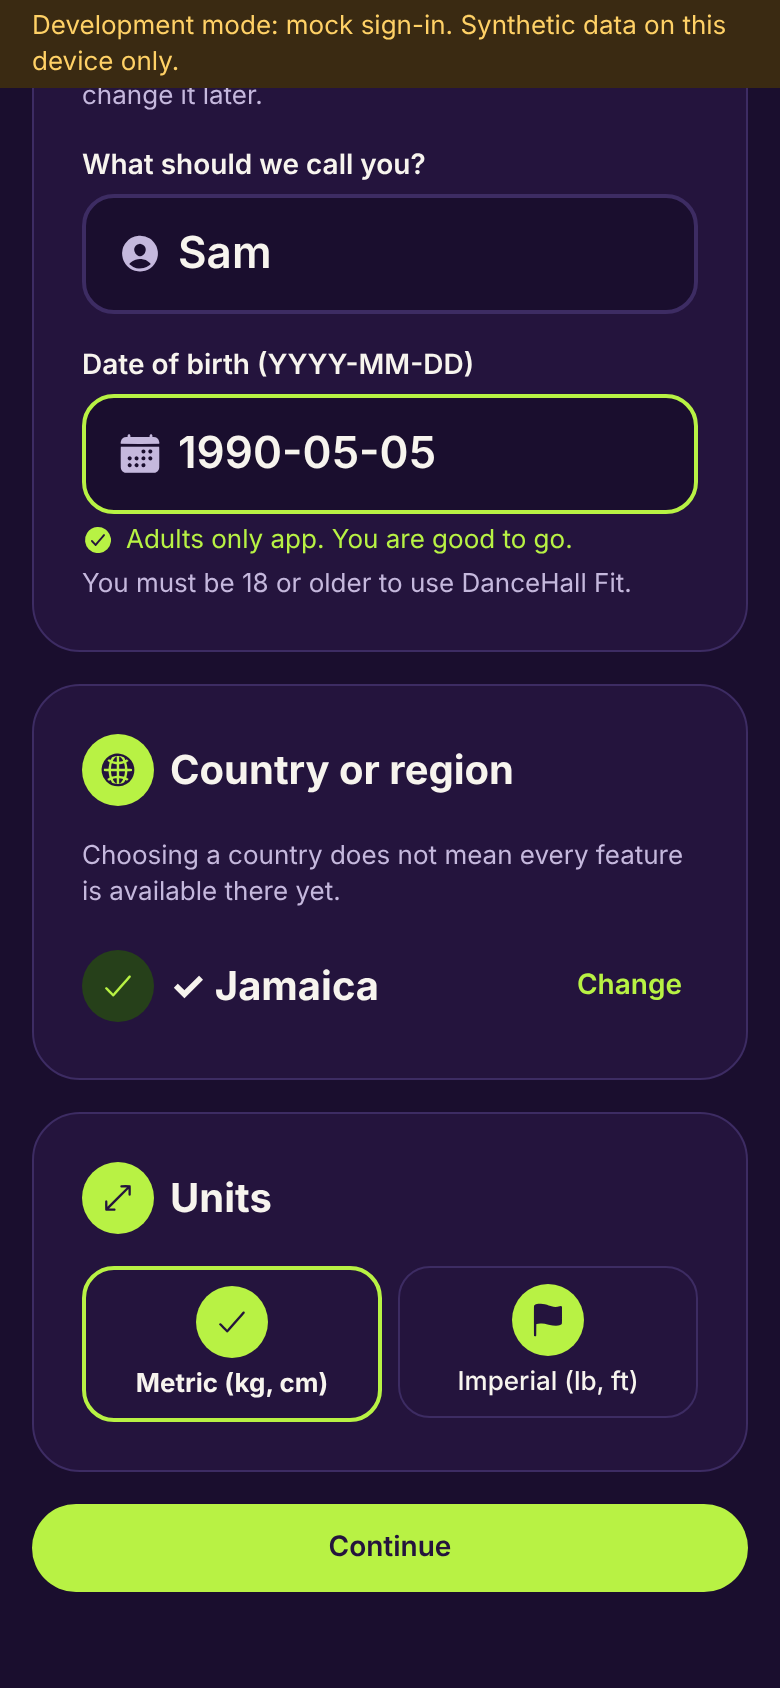 Development mode: mock sign-in. Synthetic data on this
device only.
change it later.
What should we call you?
Sam
Date of birth (YYYY-MM-DD)
1990-05-05
Adults only app. You are good to go.
You must be 18 or older to use DanceHall Fit.
Country or region
Choosing a country does not mean every feature
is available there yet.
✓ Jamaica
Change
Units
Metric (kg, cm)
Imperial (lb, ft)
Continue